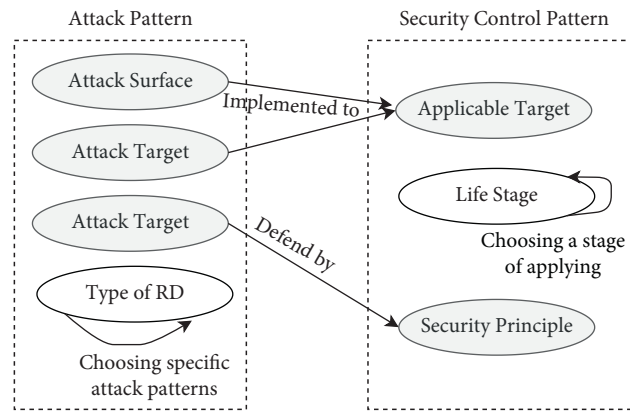 Attack Pattern
Security Control Pattern
Attack Surface
Implemented to
Applicable Target
Attack Target
Life Stage
Attack Target
Defend by
Choosing a stage
of applying
Type of RD
Security Principle
Choosing specific
attack patterns